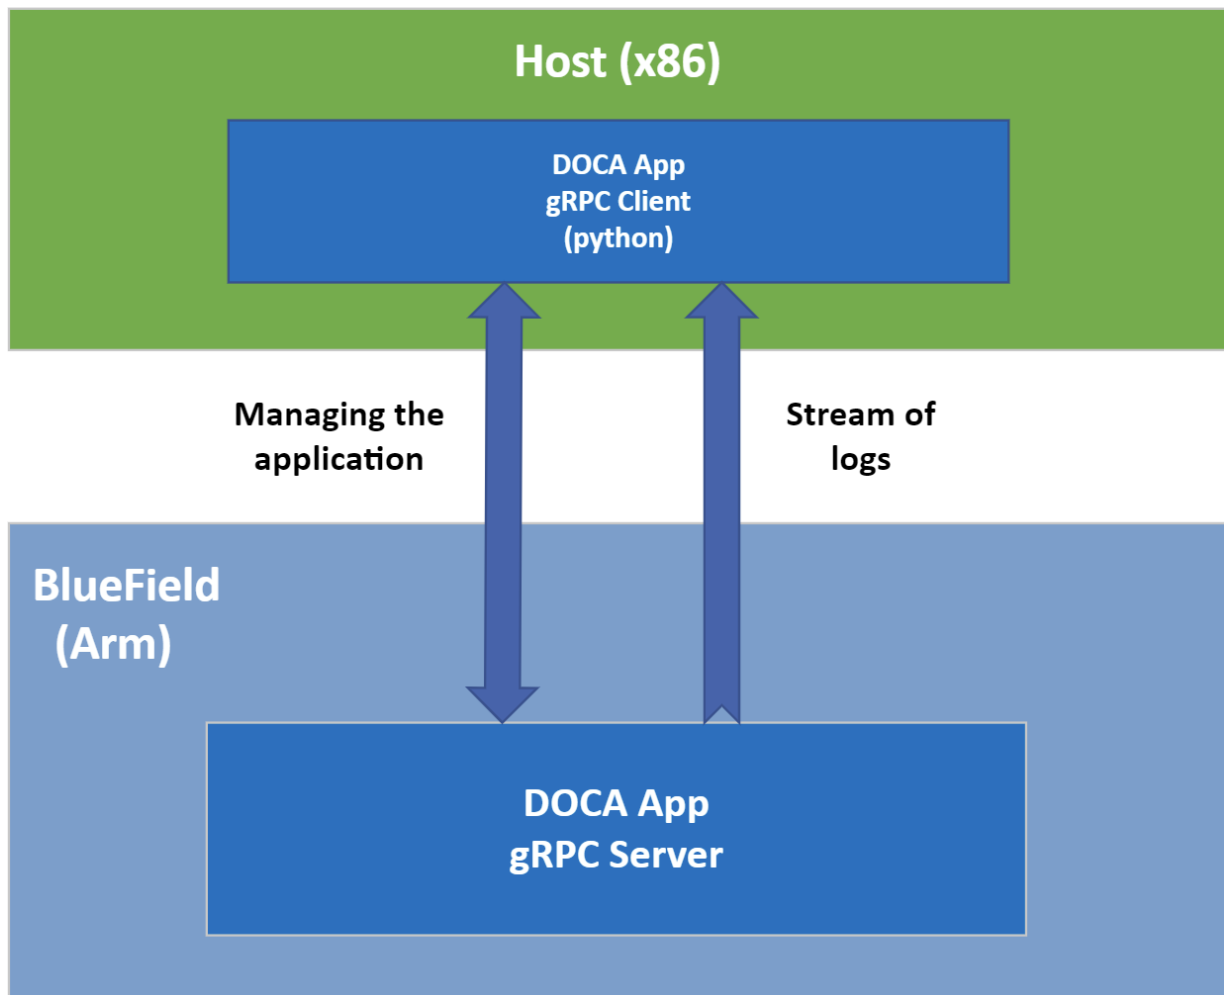 Host (x86)
DOCA App
gRPC Client
(python)
Managing the
application
Stream of
logs
BlueField
(Arm)
DOCA App
gRPC Server